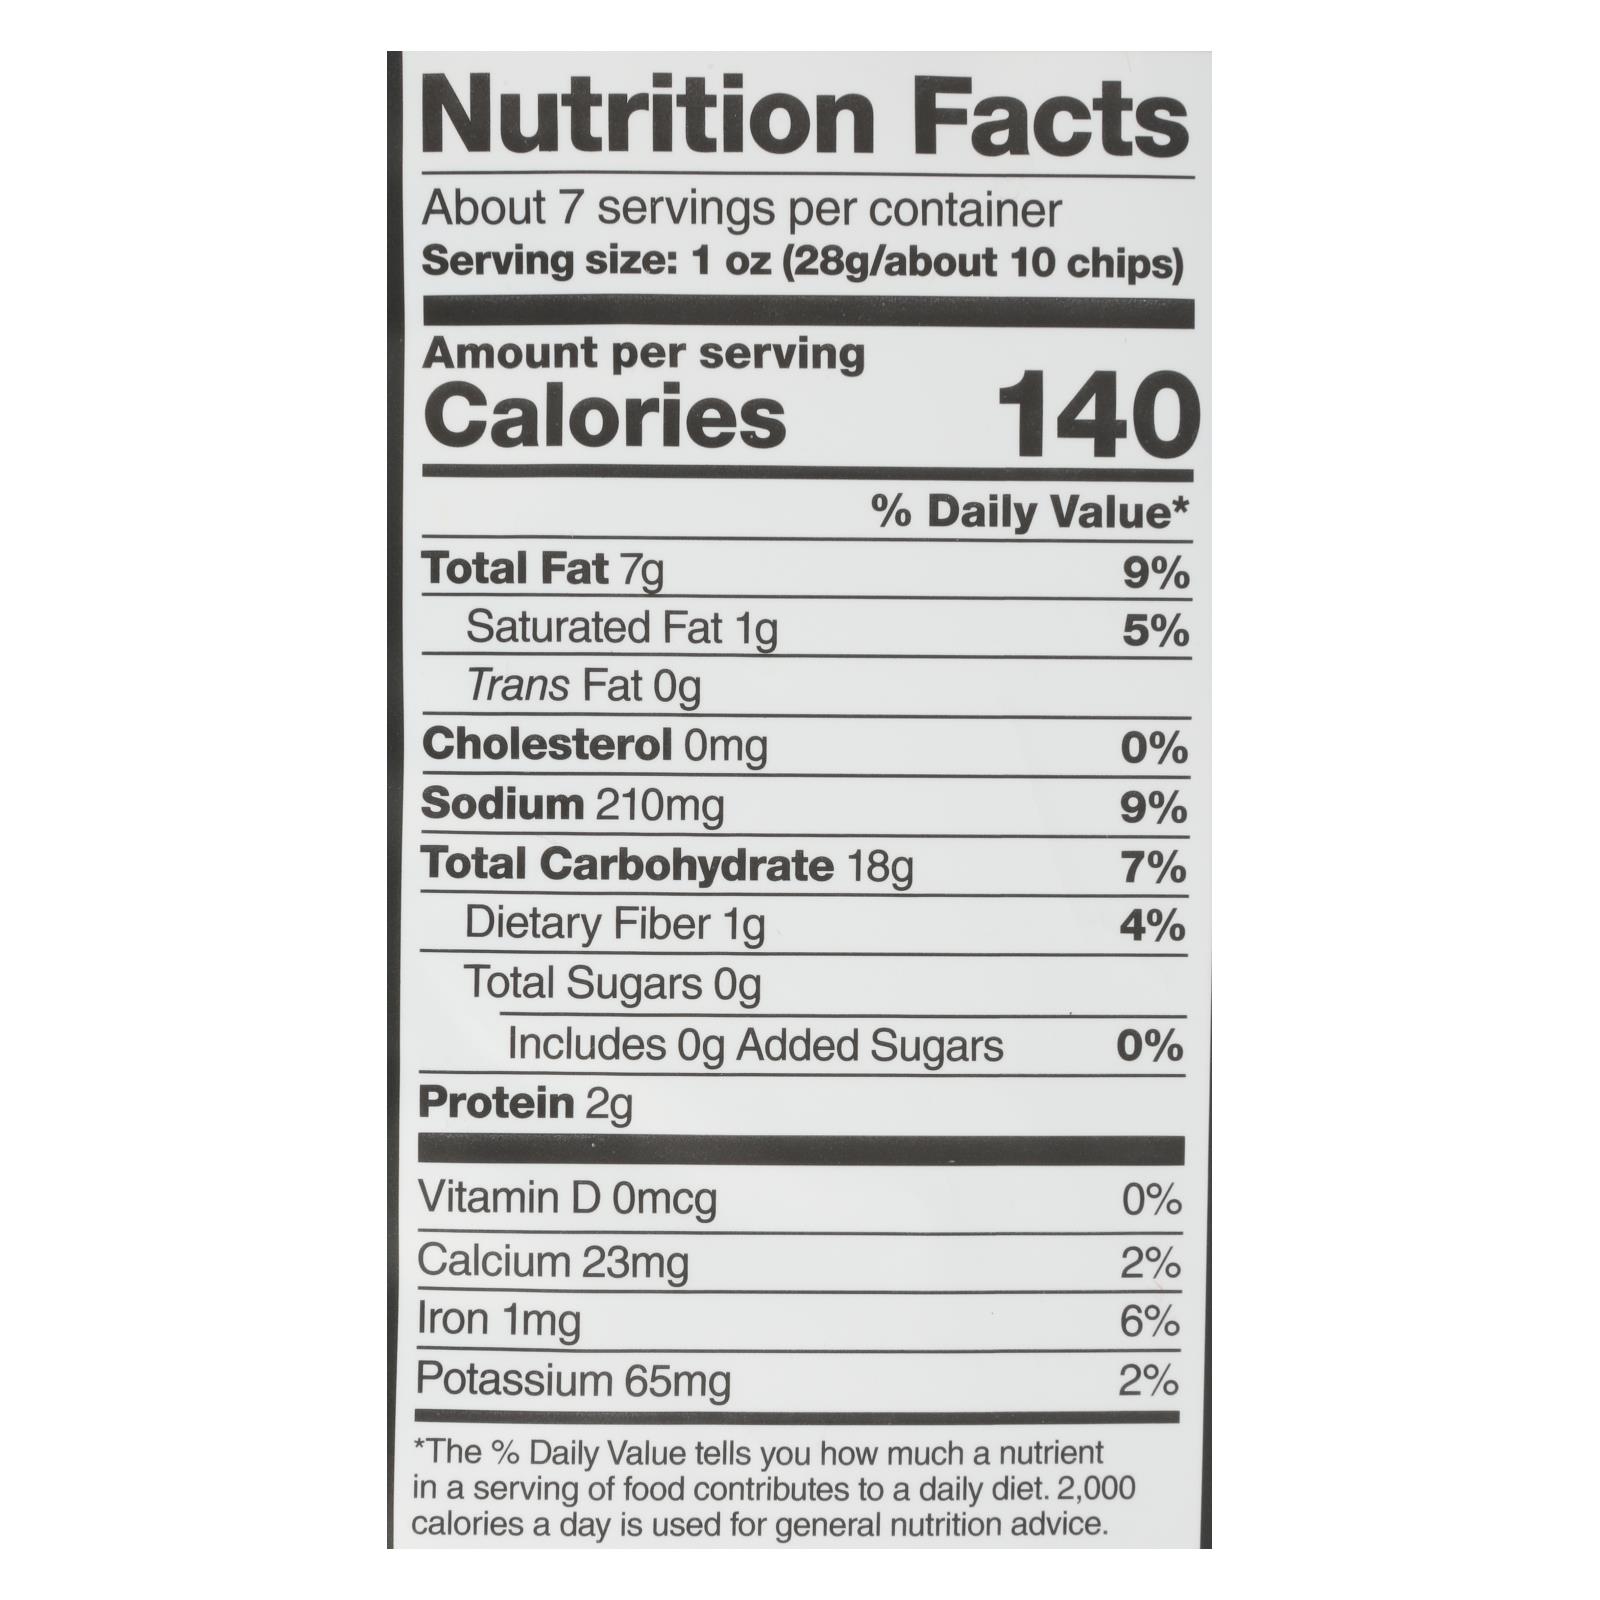 Nutrition Facts
About 7 servings per container
Serving size: 1 oz (28g/about 10 chips)
Amount per serving
Calories 140
% Daily Value*
Total Fat 7g 9%
Saturated Fat 1g 5%
Trans Fat 0g
Cholesterol 0mg 0%
Sodium 210mg 9%
Total Carbohydrate 18g 7%
Dietary Fiber 1g 4%
Total Sugars 0g
Includes 0g Added Sugars 0%
Protein 2g
Vitamin D 0mcg 0%
Calcium 23mg 2%
Iron 1mg 6%
Potassium 65mg 2%
*The % Daily Value tells you how much a nutrient
in a serving of food contributes to a daily diet. 2,000
calories a day is used for general nutrition advice.